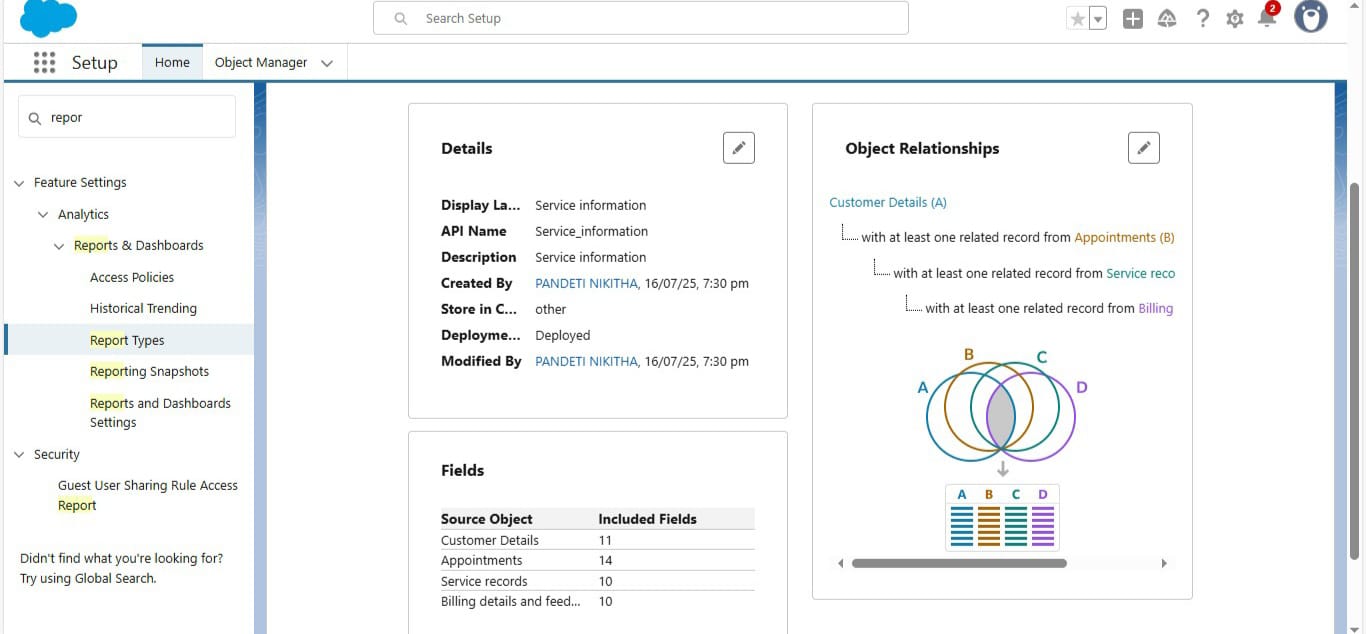 Search Setup
2
Setup
Home
Object Manager
repor
Feature Settings
Analytics
Reports & Dashboards
Access Policies
Historical Trending
Report Types
Reporting Snapshots
Reports and Dashboards
Settings
Security
Guest User Sharing Rule Access
Report
Didn't find what you're looking for?
Try using Global Search.
Details
Display La... Service information
API Name Service_information
Description Service information
Created By PANDETI NIKITHA, 16/07/25, 7:30 pm
Store in C... other
Deployme... Deployed
Modified By PANDETI NIKITHA, 16/07/25, 7:30 pm
Fields
Source Object Included Fields
Customer Details 11
Appointments 14
Service records 10
Billing details and feed... 10
Object Relationships
Customer Details (A)
with at least one related record from Appointments (B)
with at least one related record from Service reco
with at least one related record from Billing
B
C
A
D
A B C D